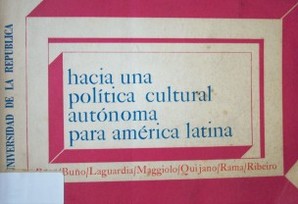 UNIVERSIDAD DE LA REPUBLICA
hacia una
política cultural
autónoma
para américa latina
/Buño/Laguardia/Maggiolo/Quijano/Rama/Ribeiro